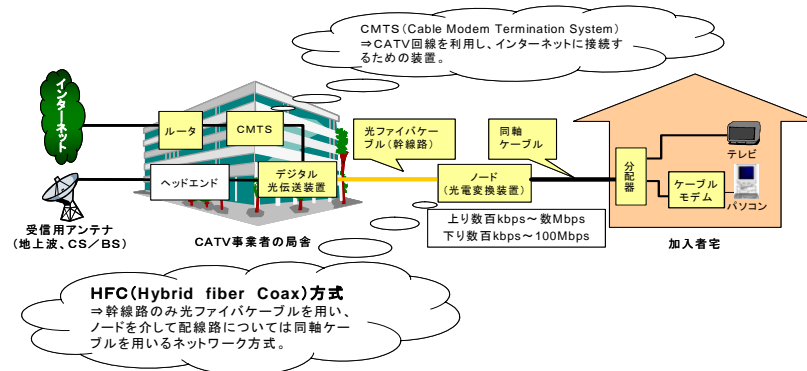 CMTS(Cable Modem Termination System)
⇒CATV回線を利用し、インターネットに接続す
るための装置。
インターネット
ルータ
CMTS
光ファイバケ
ーブル(幹線路)
同軸
ケーブル
ヘッドエンド
デジタル
光伝送装置
ノード
(光電変換装置)
分配器
テレビ
ケーブル
モデム
パソコン
受信用アンテナ
(地上波、CS/BS)
CATV事業者の局舎
上り数百kbps~数Mbps
下り数百kbps~100Mbps
加入者宅
HFC(Hybrid fiber Coax)方式
⇒幹線路のみ光ファイバケーブルを用い、
ノードを介して配線路については同軸ケー
ブルを用いるネットワーク方式。